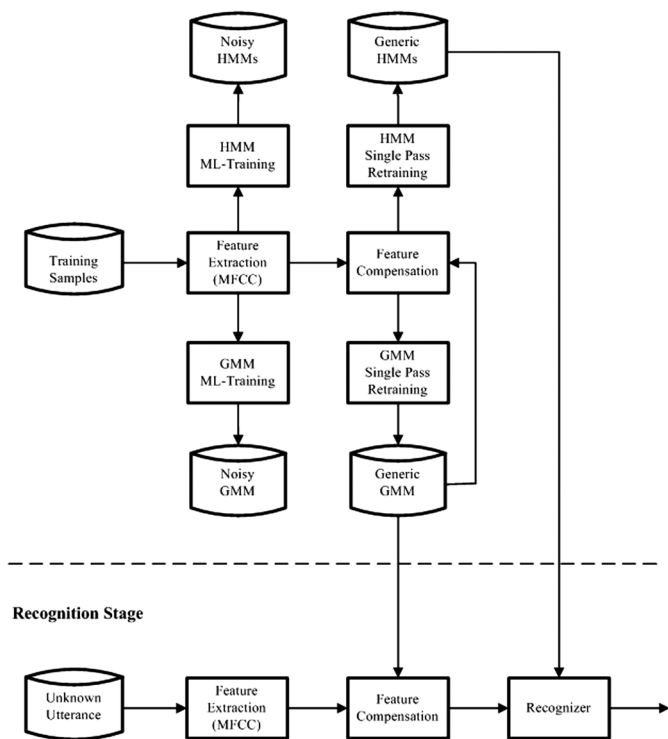 Noisy
HMMs
Generic
HMMs
HMM
ML-Training
HMM
Single Pass
Retraining
Training
Samples
Feature
Extraction
(MFCC)
Feature
Compensation
GMM
ML-Training
GMM
Single Pass
Retraining
Noisy
GMM
Generic
GMM
Recognition Stage
Unknown
Utterance
Feature
Extraction
(MFCC)
Feature
Compensation
Recognizer